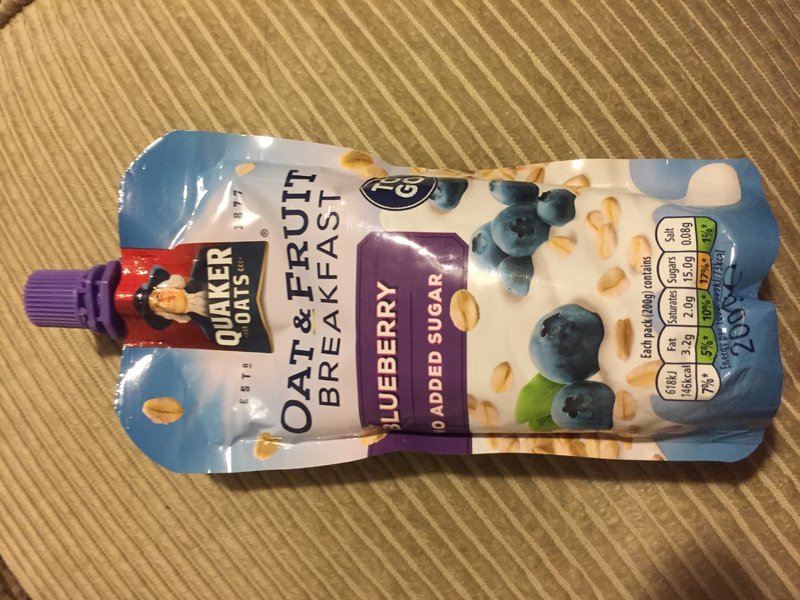 QUAKER
OATS
®
ESTD 1877
OAT & FRUIT
BREAKFAST
TO
GO
BLUEBERRY
NO ADDED SUGAR
Each pack (200g) contains
618kJ
146kcal
7%*
Fat
3.2g
5%*
Saturates
2.0g
10%*
Sugars
15.0g
17%*
Salt
0.08g
1%*
200g